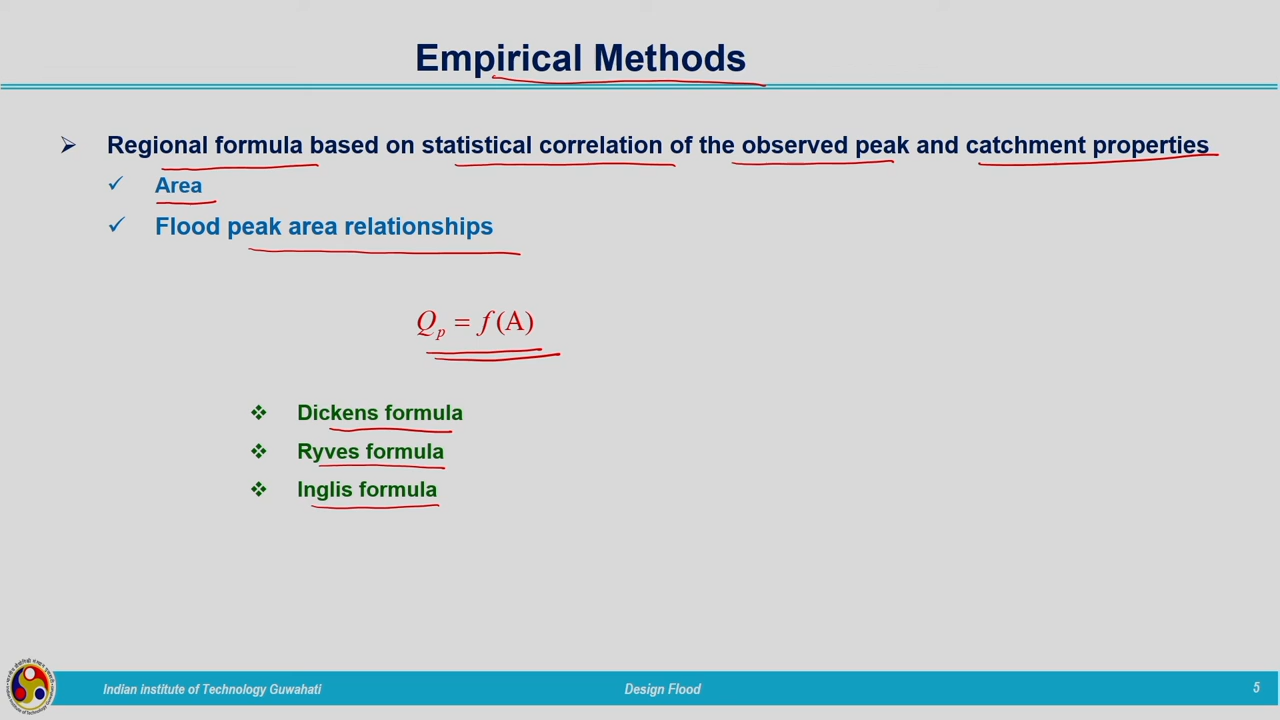 Empirical Methods
➢ Regional formula based on statistical correlation of the observed peak and catchment properties
✓ Area
✓ Flood peak area relationships
Qp = f(A)
❖ Dickens formula
❖ Ryves formula
❖ Inglis formula
Indian institute of Technology Guwahati
Design Flood
5